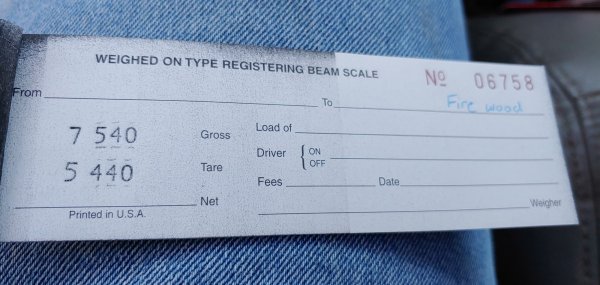 WEIGHED ON TYPE REGISTERING BEAM SCALE Nº 06758
From To Fire wood
7 540 Gross Load of
5 440 Tare Driver { ON OFF
Fees Date
Net Weigher
Printed in U.S.A.